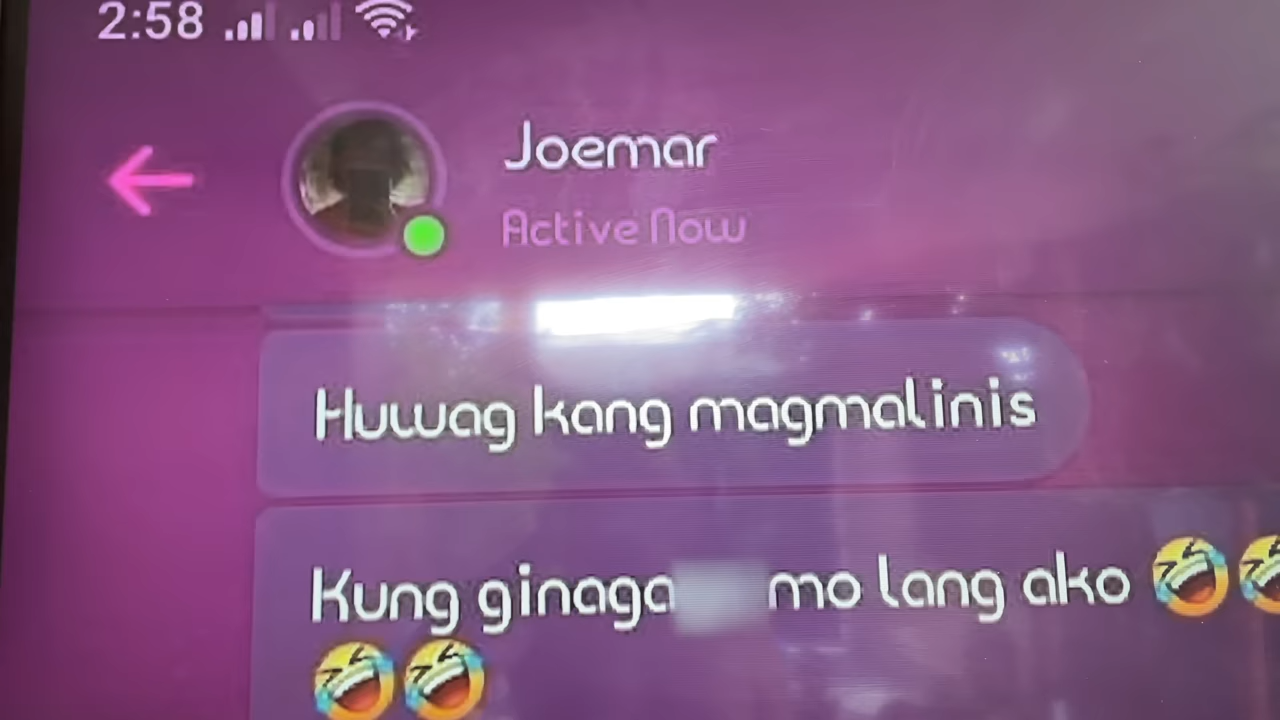 2:58
Joemar
Active Now
Huwag kang magmalinis
Kung ginaga mo lang ako 🤣🤣
🤣🤣